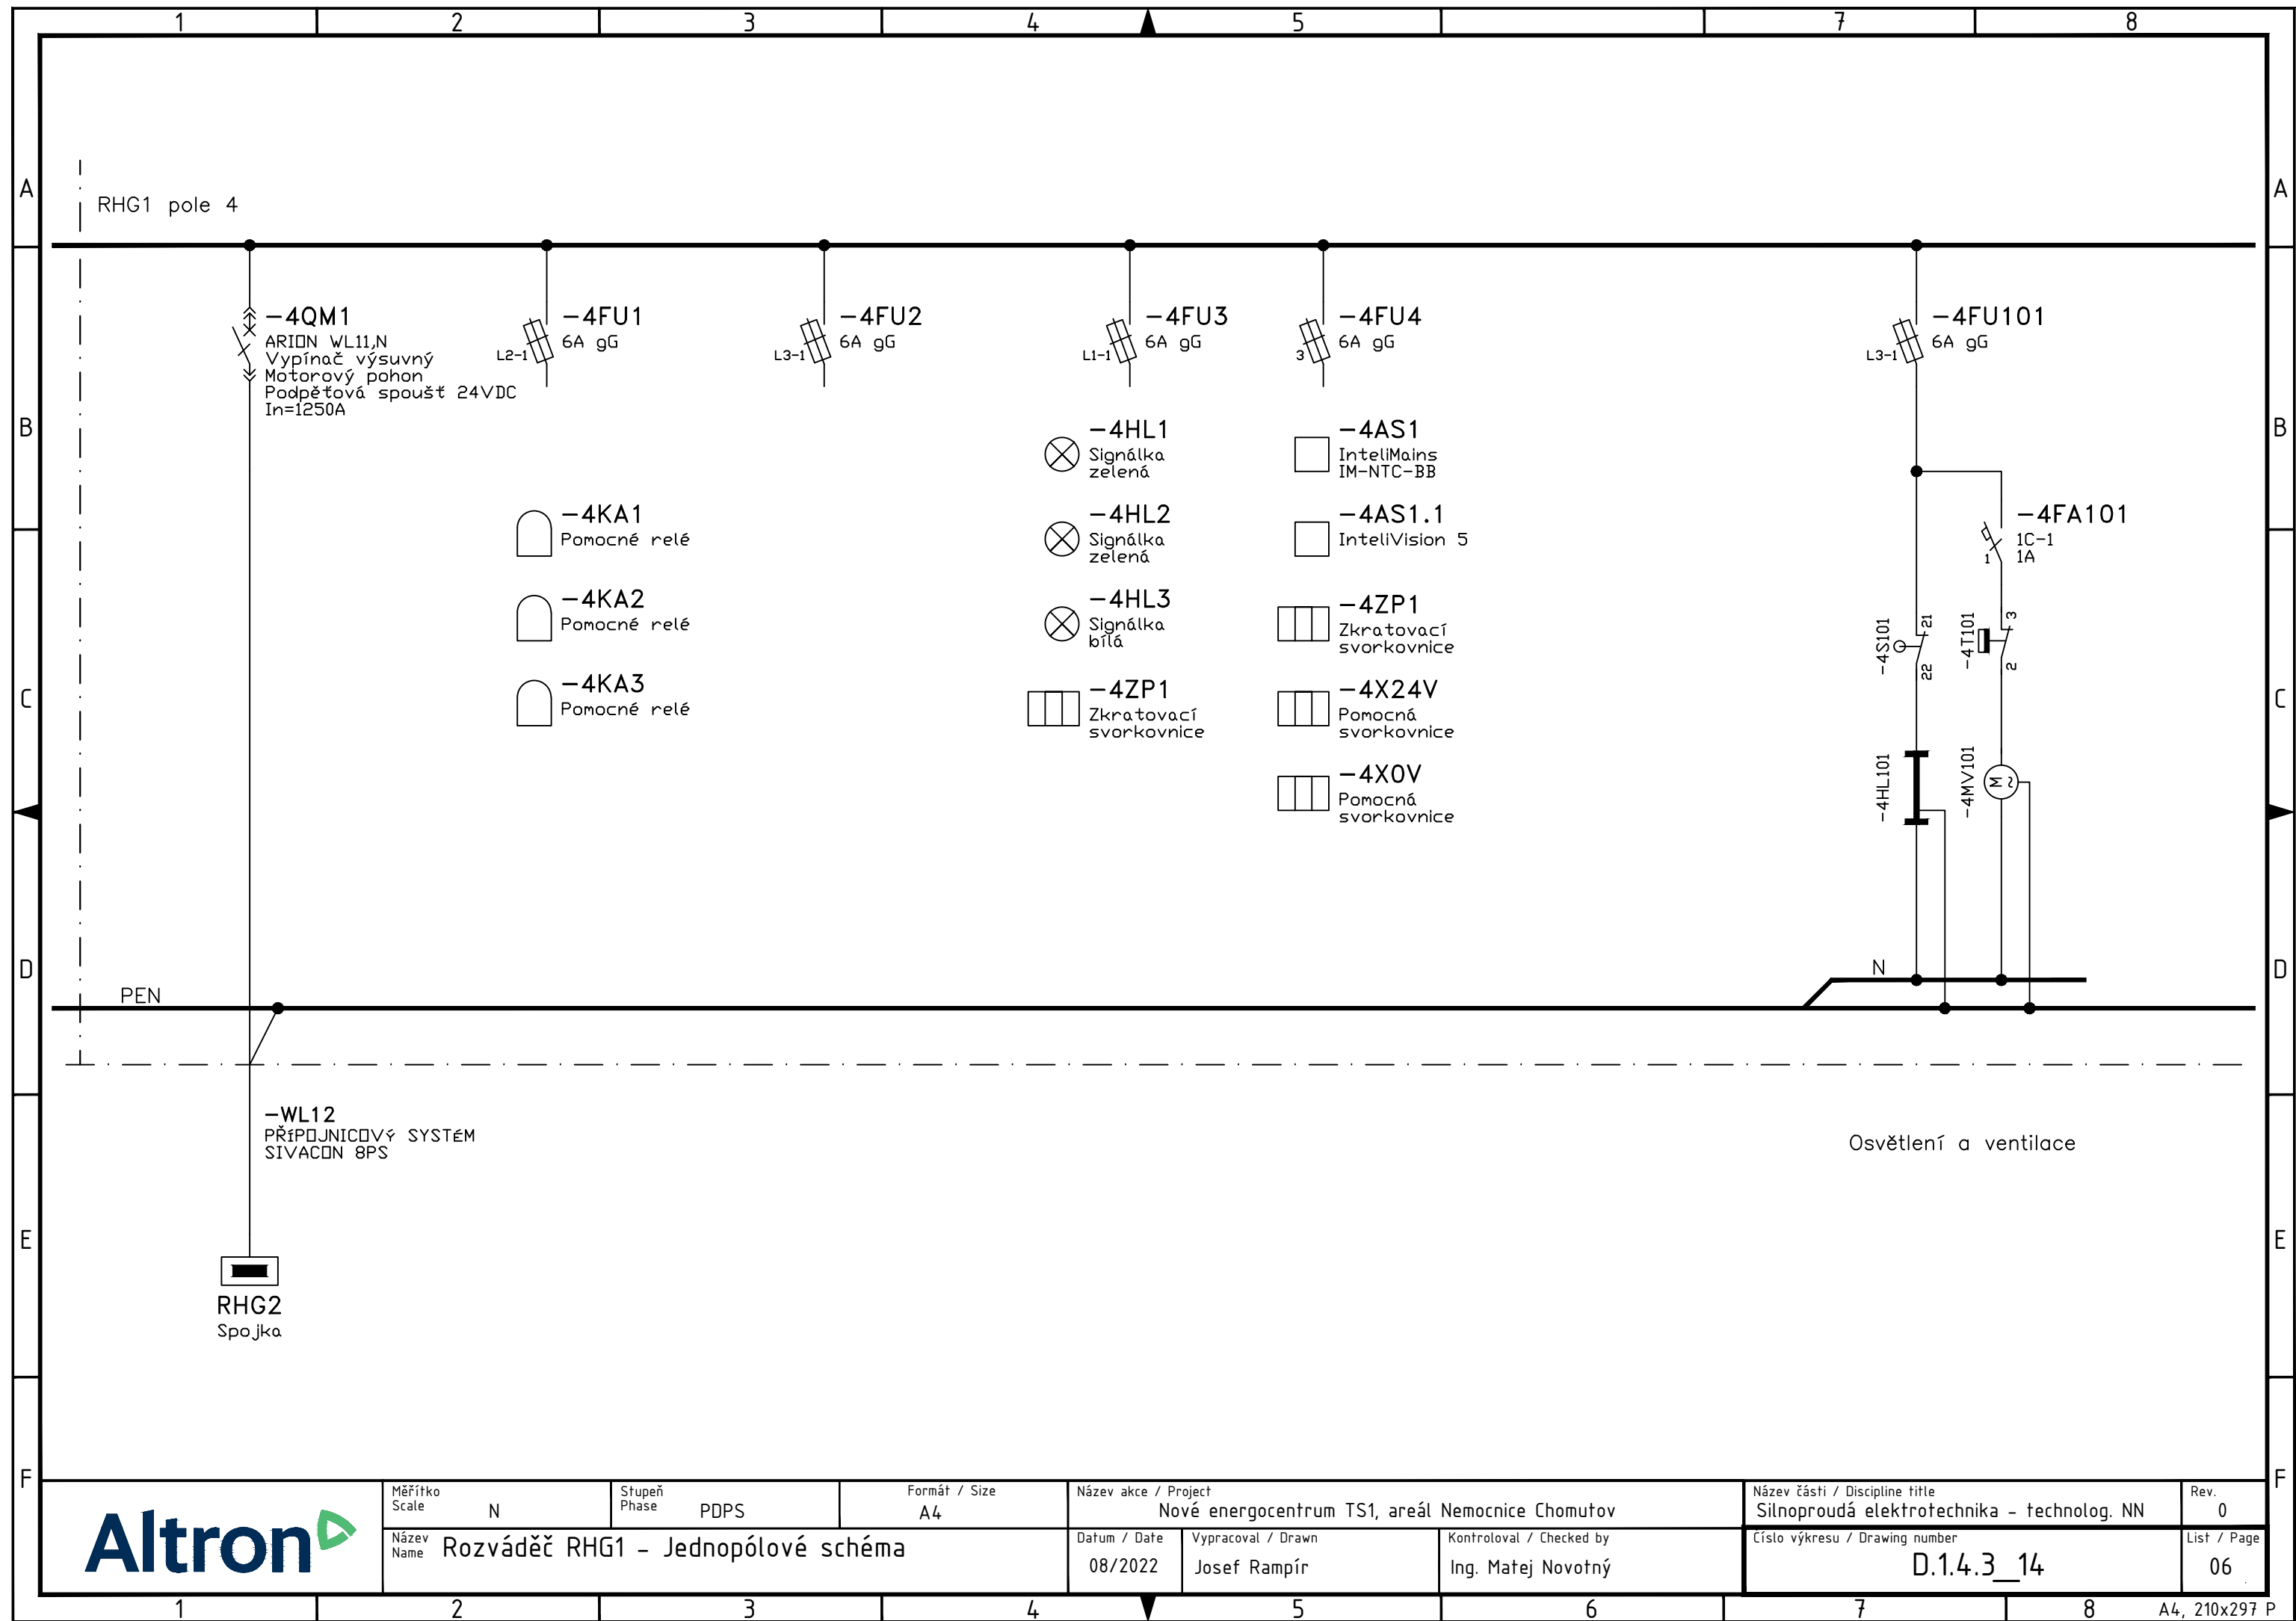 1 2 3 4 5 7 8
A A
RHG1 pole 4
-4QM1
ARION WL11,N
Vypínač výsuvný
Motorový pohon
Podpěťová spoušť 24VDC
In=1250A
-4FU1
6A gG
L2-1
-4FU2
6A gG
L3-1
-4FU3
6A gG
L1-1
-4FU4
6A gG
3
-4FU101
6A gG
L3-1
B B
-4HL1
Signálka
zelená
-4AS1
InteliMains
IM-NTC-BB
-4KA1
Pomocné relé
-4HL2
Signálka
zelená
-4AS1.1
InteliVision 5
-4FA101
1C-1
1A
1
-4KA2
Pomocné relé
-4HL3
Signálka
bílá
-4ZP1
Zkratovací
svorkovnice
-4S101
21
22
-4T101
3
2
C C
-4KA3
Pomocné relé
-4ZP1
Zkratovací
svorkovnice
-4X24V
Pomocná
svorkovnice
-4X0V
Pomocná
svorkovnice
-4HL101
-4MV101
M ~
D D
PEN
N
-WL12
PŘíPOJNICOVý SYSTéM
SIVACON 8PS
Osvětlení a ventilace
E E
RHG2
Spojka
F F
Altron
Měřítko
Scale
N
Stupeň
Phase
PDPS
Formát / Size
A4
Název akce / Project
Nové energocentrum TS1, areál Nemocnice Chomutov
Název části / Discipline title
Silnoproudá elektrotechnika - technolog. NN
Rev.
0
Název
Name
Rozváděč RHG1 - Jednopólové schéma
Datum / Date
08/2022
Vypracoval / Drawn
Josef Rampír
Kontroloval / Checked by
Ing. Matej Novotný
Číslo výkresu / Drawing number
D.1.4.3__14
List / Page
06
1 2 3 4 5 6 7 8
A4, 210x297 P